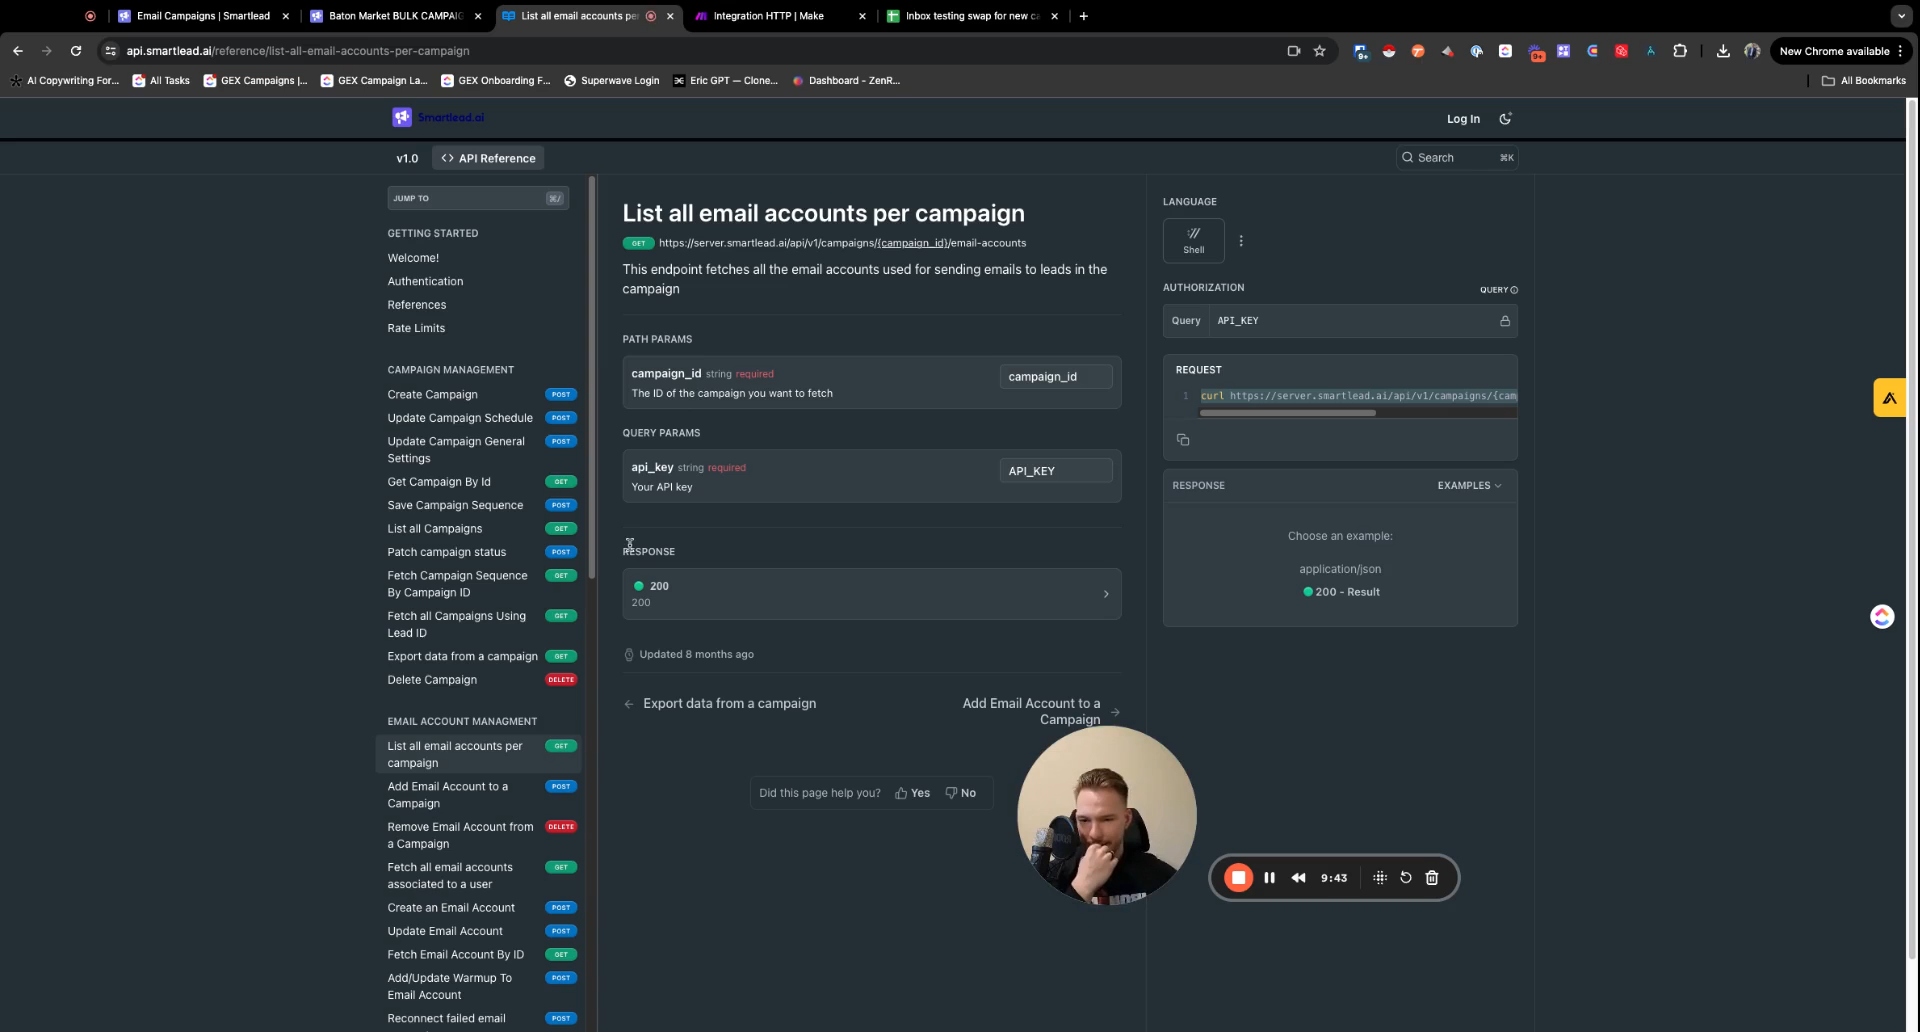 Email Campaigns | Smartlead
Baton Market BULK CAMPAIG
List all email accounts per
Integration HTTP | Make
Inbox testing swap for new ca
api.smartlead.ai/reference/list-all-email-accounts-per-campaign
9+
9+
New Chrome available
AI Copywriting For...
All Tasks
GEX Campaigns |...
GEX Campaign La...
GEX Onboarding F...
Superwave Login
Eric GPT — Clone...
Dashboard - ZenR...
All Bookmarks
Smartlead.ai
Log In
v1.0
<> API Reference
Search ⌘K
JUMP TO ⌘/
GETTING STARTED
Welcome!
Authentication
References
Rate Limits
CAMPAIGN MANAGEMENT
Create Campaign POST
Update Campaign Schedule POST
Update Campaign General POST
Settings
Get Campaign By Id GET
Save Campaign Sequence POST
List all Campaigns GET
Patch campaign status POST
Fetch Campaign Sequence GET
By Campaign ID
Fetch all Campaigns Using GET
Lead ID
Export data from a campaign GET
Delete Campaign DELETE
EMAIL ACCOUNT MANAGMENT
List all email accounts per GET
campaign
Add Email Account to a POST
Campaign
Remove Email Account from DELETE
a Campaign
Fetch all email accounts GET
associated to a user
Create an Email Account POST
Update Email Account POST
Fetch Email Account By ID GET
Add/Update Warmup To POST
Email Account
Reconnect failed email POST
List all email accounts per campaign
GET https://server.smartlead.ai/api/v1/campaigns/{campaign_id}/email-accounts
This endpoint fetches all the email accounts used for sending emails to leads in the
campaign
PATH PARAMS
campaign_id string required
campaign_id
The ID of the campaign you want to fetch
QUERY PARAMS
api_key string required
API_KEY
Your API key
RESPONSE
200
200
Updated 8 months ago
← Export data from a campaign
Add Email Account to a
Campaign →
Did this page help you? Yes No
LANGUAGE
Shell
AUTHORIZATION
QUERY
Query API_KEY
REQUEST
1 curl https://server.smartlead.ai/api/v1/campaigns/{cam
RESPONSE
EXAMPLES
Choose an example:
application/json
200 - Result
9:43